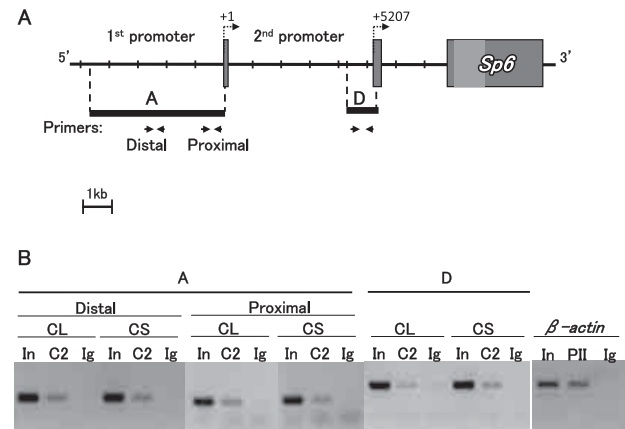 A
+1
+5207
1st promoter
2nd promoter
5'
Sp6
3'
A
D
Primers:
Distal
Proximal
1kb
B
A
D
Distal
Proximal
CL
CS
CL
CS
CL
CS
β-actin
In C2 Ig In C2 Ig In C2 Ig In C2 Ig In C2 Ig In C2 Ig In PII Ig